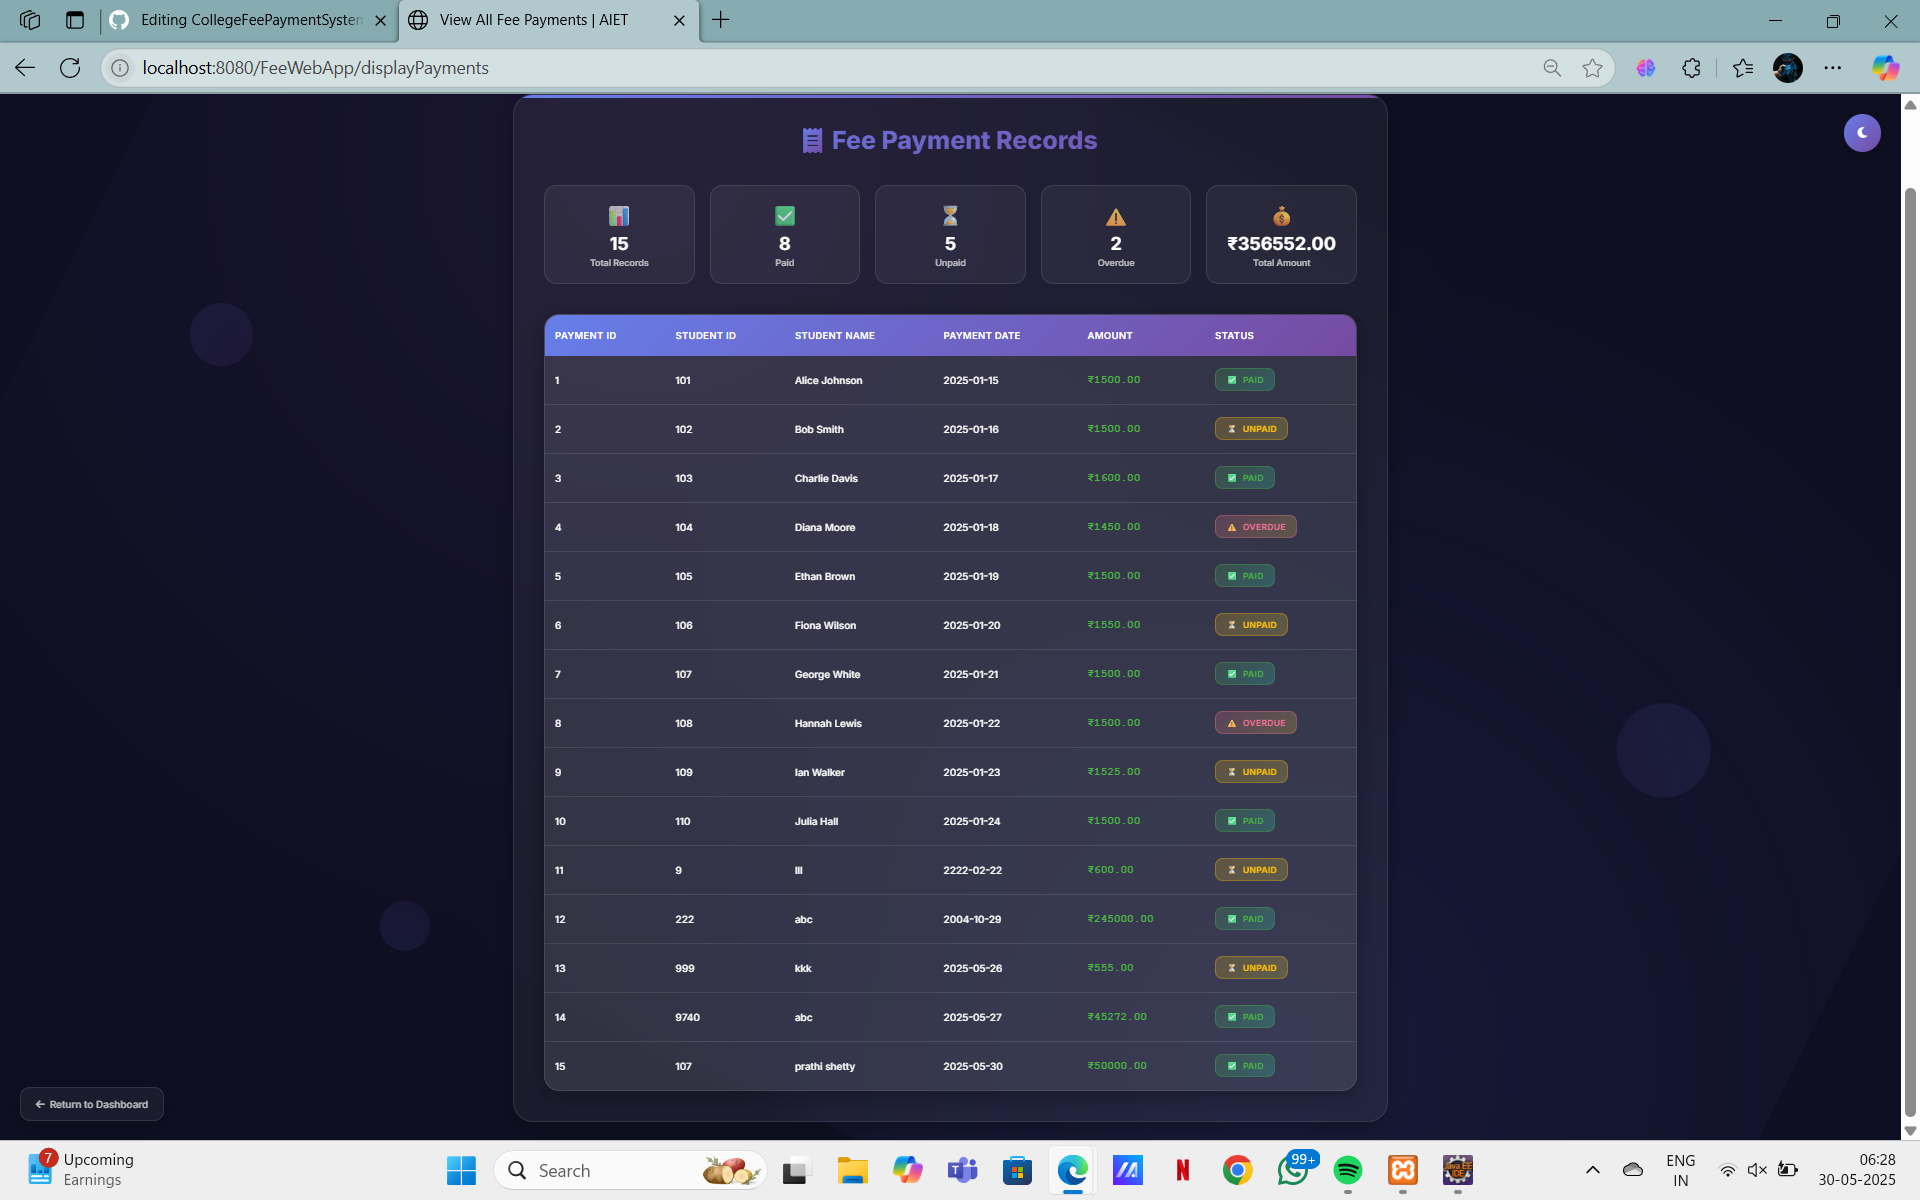 Editing CollegeFeePaymentSystem
View All Fee Payments | AIET
localhost:8080/FeeWebApp/displayPayments
Fee Payment Records
15
Total Records
8
Paid
5
Unpaid
2
Overdue
₹356552.00
Total Amount
PAYMENT ID STUDENT ID STUDENT NAME PAYMENT DATE AMOUNT STATUS
1 101 Alice Johnson 2025-01-15 ₹1500.00 PAID
2 102 Bob Smith 2025-01-16 ₹1500.00 UNPAID
3 103 Charlie Davis 2025-01-17 ₹1600.00 PAID
4 104 Diana Moore 2025-01-18 ₹1450.00 OVERDUE
5 105 Ethan Brown 2025-01-19 ₹1500.00 PAID
6 106 Fiona Wilson 2025-01-20 ₹1550.00 UNPAID
7 107 George White 2025-01-21 ₹1500.00 PAID
8 108 Hannah Lewis 2025-01-22 ₹1500.00 OVERDUE
9 109 Ian Walker 2025-01-23 ₹1525.00 UNPAID
10 110 Julia Hall 2025-01-24 ₹1500.00 PAID
11 9 2222-02-22 ₹600.00 UNPAID
12 222 abc 2004-10-29 ₹245000.00 PAID
13 999 kkk 2025-05-26 ₹555.00 UNPAID
14 9740 abc 2025-05-27 ₹45272.00 PAID
15 107 prathi shetty 2025-05-30 ₹50000.00 PAID
← Return to Dashboard
7
Upcoming
Earnings
Search
99+
ENG
IN
06:28
30-05-2025